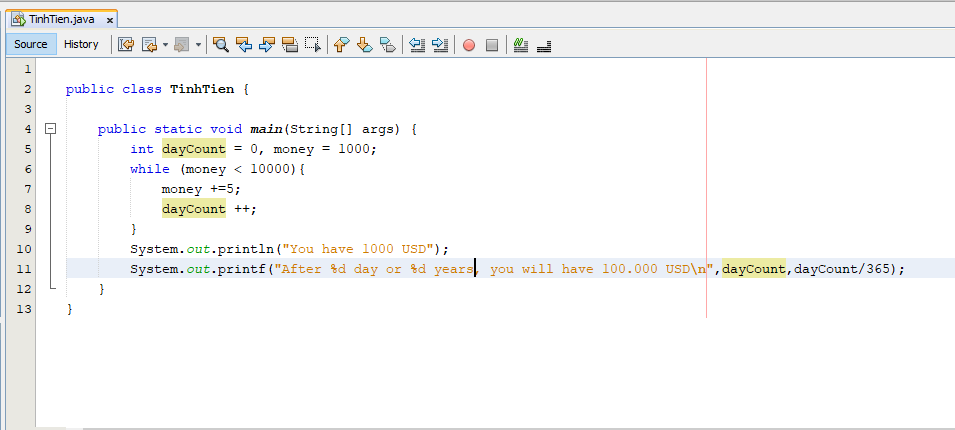 TinhTien.java x
Source History
1
2 public class TinhTien {
3
4 public static void main(String[] args) {
5 int dayCount = 0, money = 1000;
6 while (money < 10000){
7 money +=5;
8 dayCount ++;
9 }
10 System.out.println("You have 1000 USD");
11 System.out.printf("After %d day or %d years, you will have 100.000 USD\n",dayCount,dayCount/365);
12 }
13 }